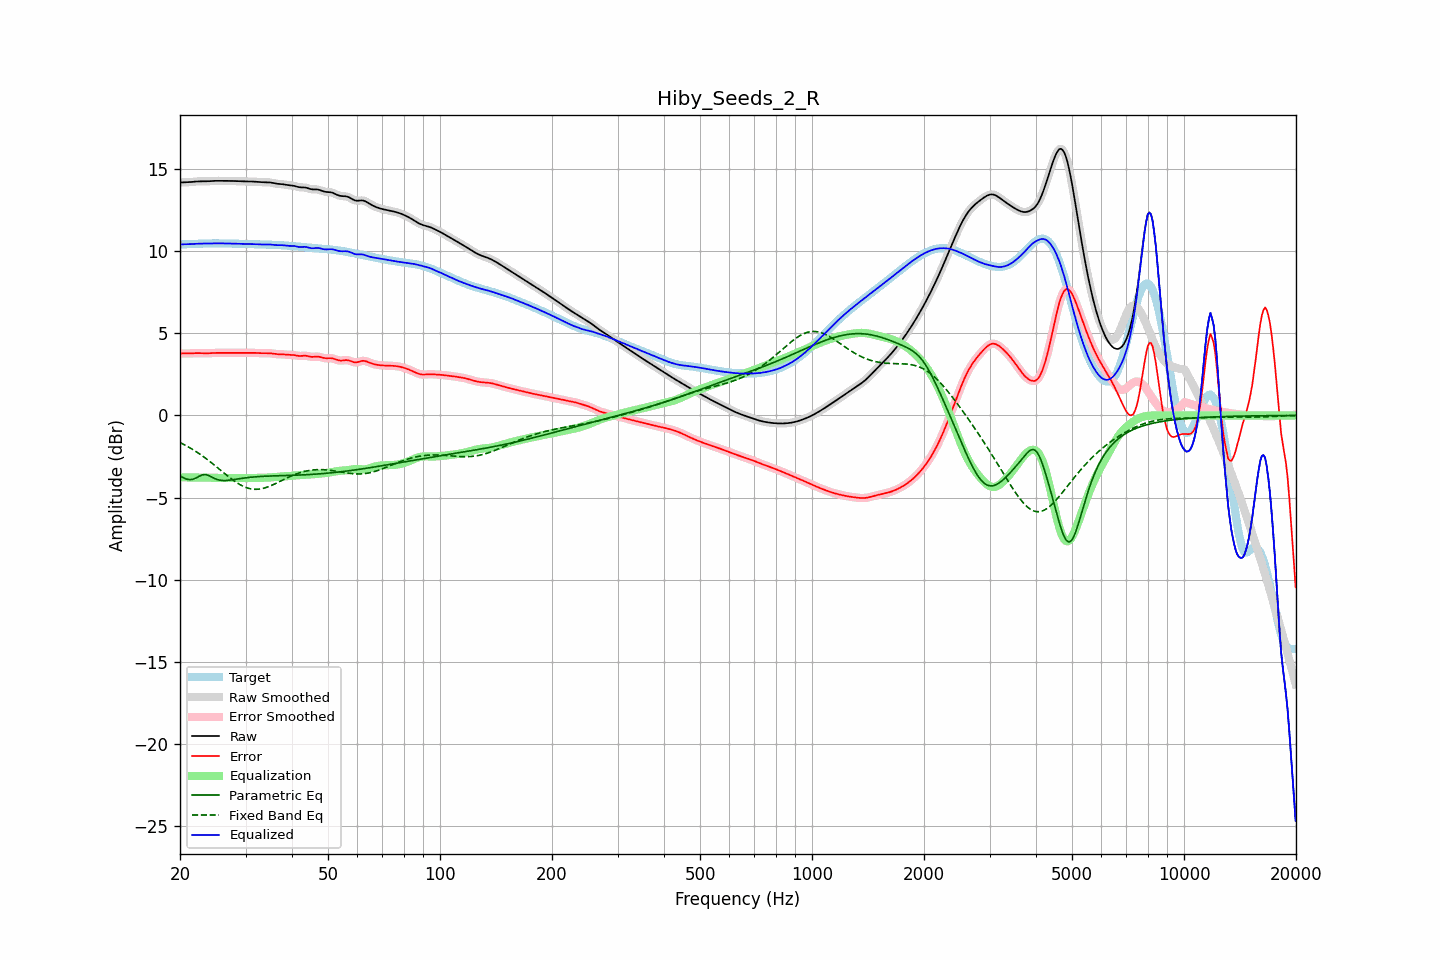 Hiby_Seeds_2_R
Amplitude (dBr)
15
10
5
0
−5
−10
−15
−20
−25
Target
Raw Smoothed
Error Smoothed
Raw
Error
Equalization
Parametric Eq
Fixed Band Eq
Equalized
20 50 100 200 500 1000 2000 5000 10000 20000
Frequency (Hz)